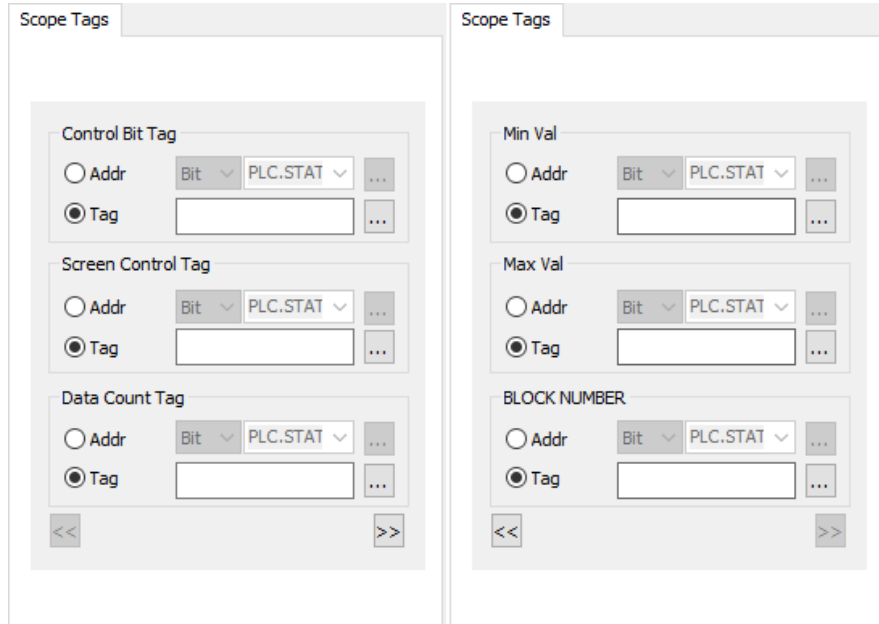 Scope Tags
Control Bit Tag
Addr Bit PLC.STAT ...
Tag ...
Screen Control Tag
Addr Bit PLC.STAT ...
Tag ...
Data Count Tag
Addr Bit PLC.STAT ...
Tag ...
<< >>
Scope Tags
Min Val
Addr Bit PLC.STAT ...
Tag ...
Max Val
Addr Bit PLC.STAT ...
Tag ...
BLOCK NUMBER
Addr Bit PLC.STAT ...
Tag ...
<< >>